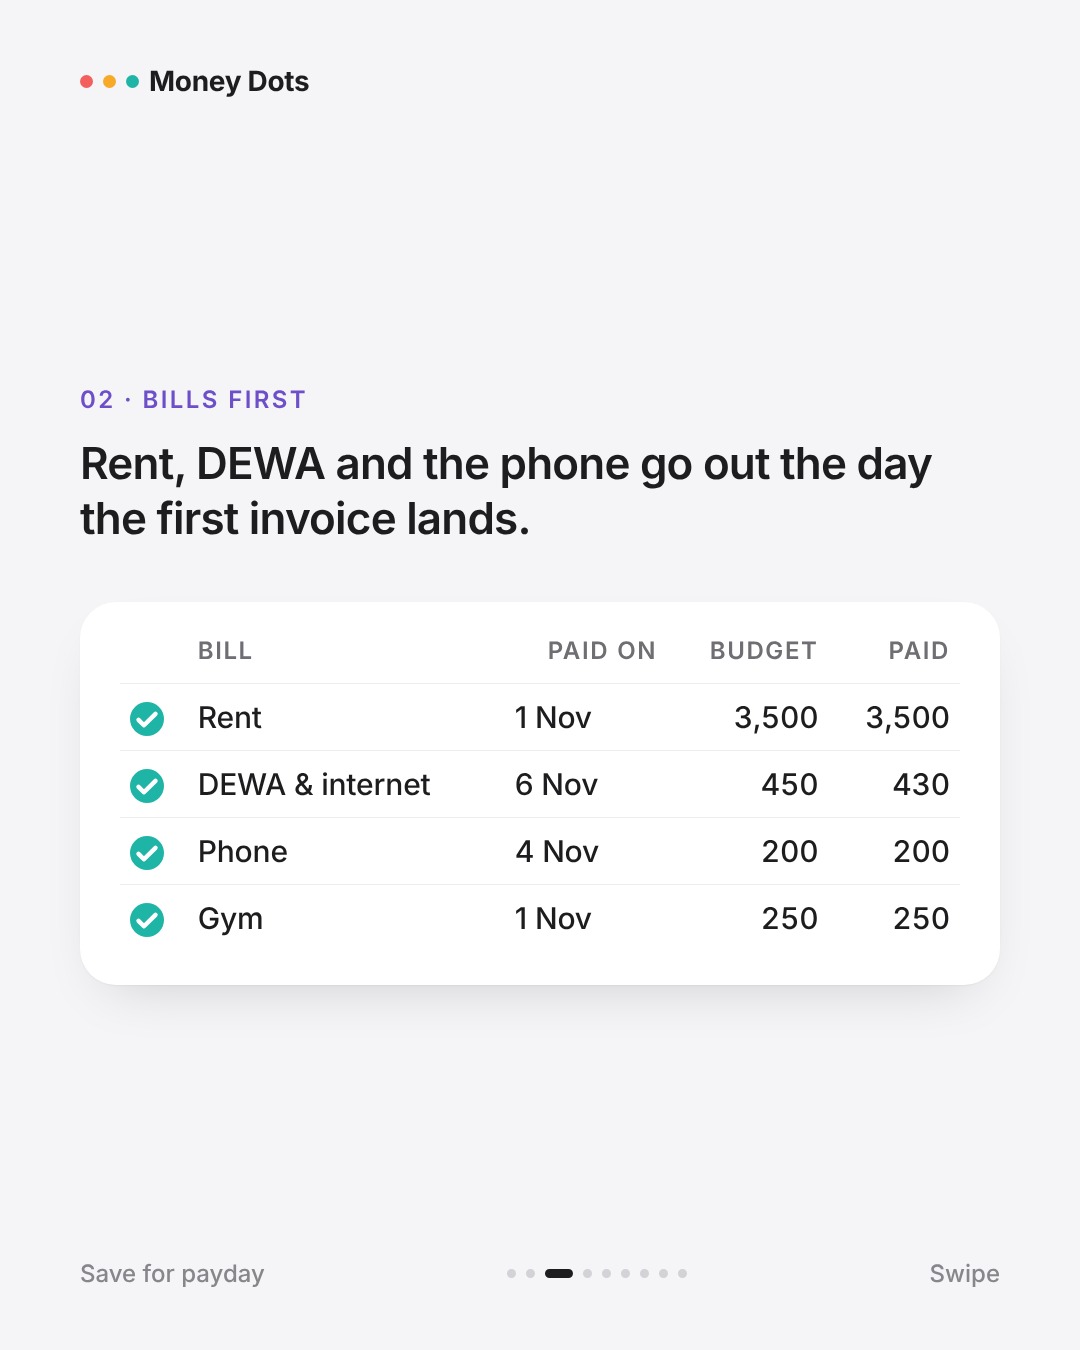 Money Dots
02 · BILLS FIRST
Rent, DEWA and the phone go out the day
the first invoice lands.
BILL PAID ON BUDGET PAID
Rent 1 Nov 3,500 3,500
DEWA & internet 6 Nov 450 430
Phone 4 Nov 200 200
Gym 1 Nov 250 250
Save for payday Swipe